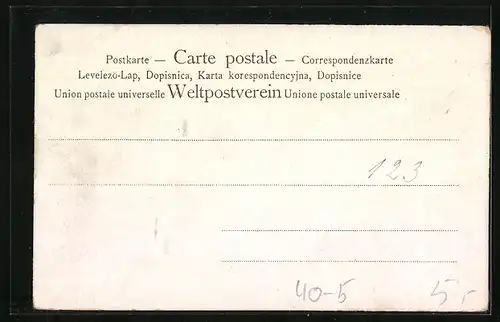 Postkarte — Carte postale — Correspondenzkarte
Levelező-Lap, Dopisnica, Karta korespondencyjna, Dopisnice
Union postale universelle Weltpostverein Unione postale universale
123
40-5
5,-